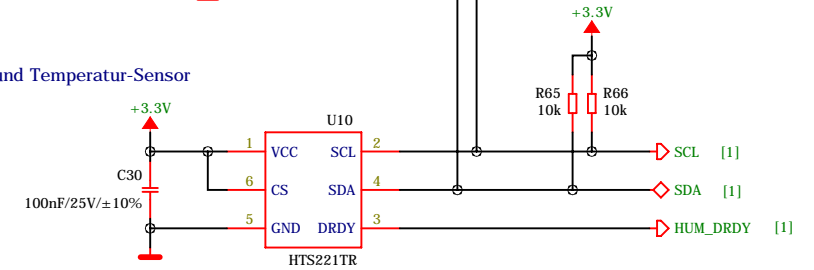 +3.3V
und Temperatur-Sensor
R65
10k
R66
10k
+3.3V
U10
1
VCC
SCL
2
SCL [1]
C30
100nF/25V/±10%
6
CS
SDA
4
SDA [1]
5
GND
DRDY
3
HUM_DRDY [1]
HTS221TR